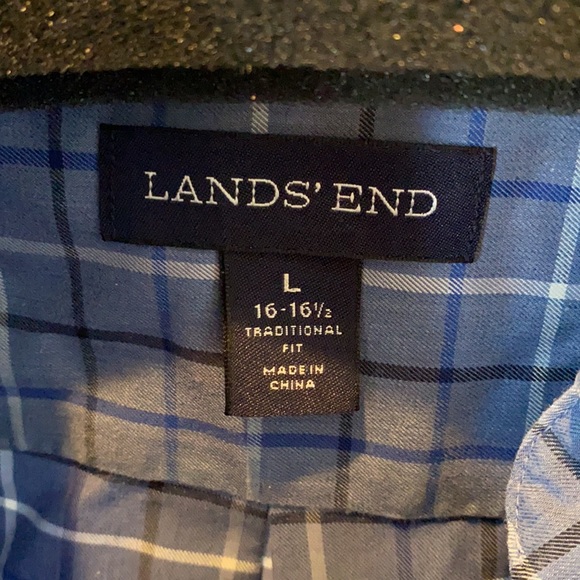 LANDS' END
L
16-16½
TRADITIONAL
FIT
MADE IN
CHINA